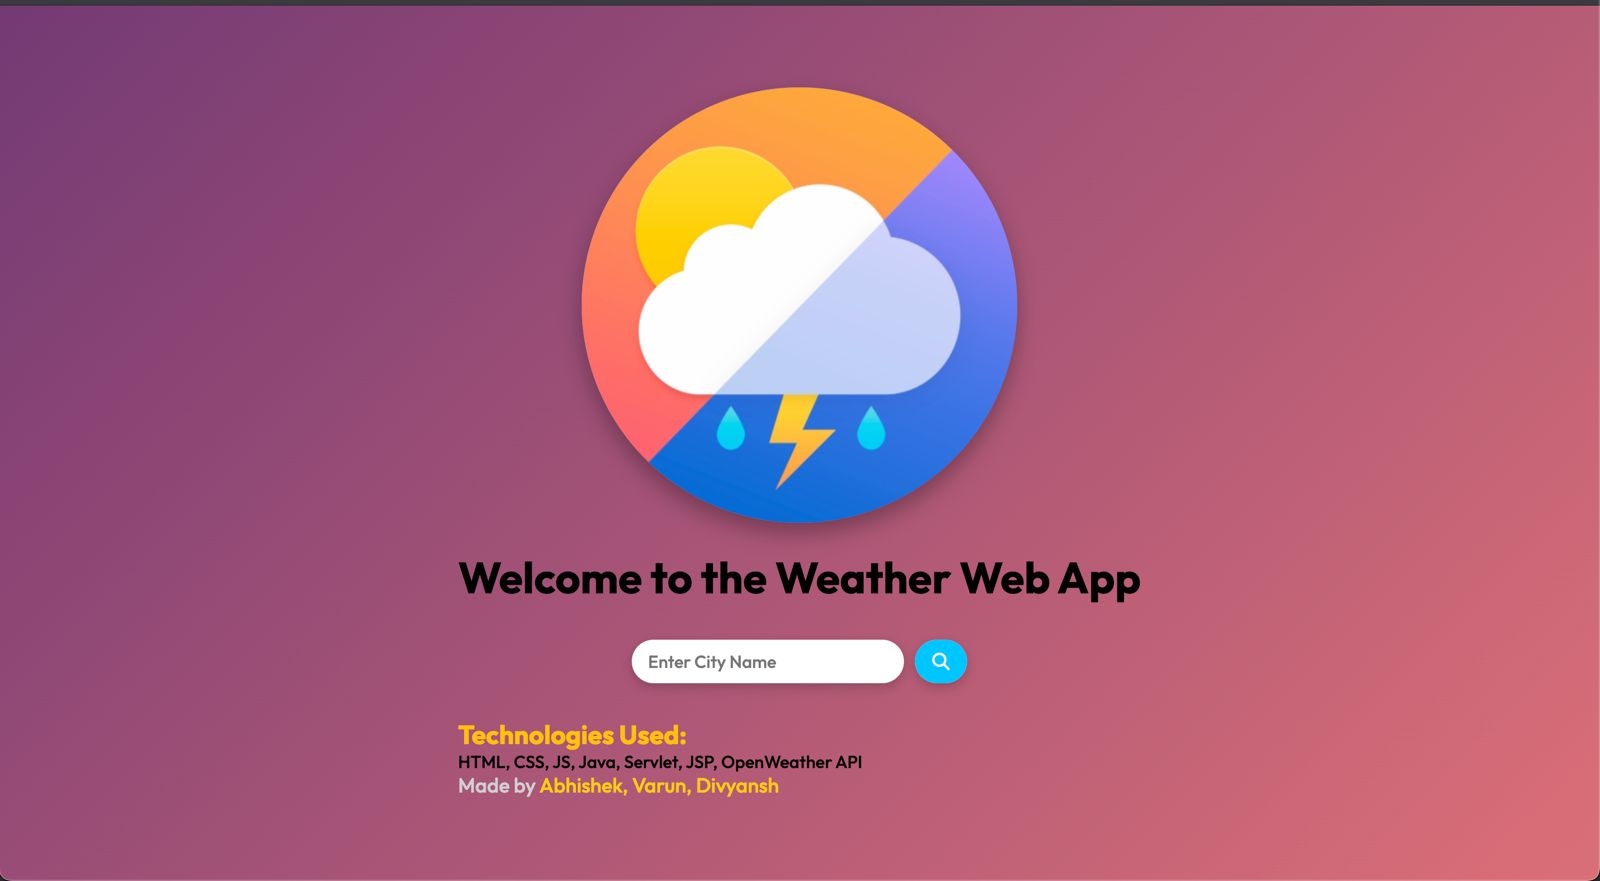 Welcome to the Weather Web App
Enter City Name
Technologies Used:
HTML, CSS, JS, Java, Servlet, JSP, OpenWeather API
Made by Abhishek, Varun, Divyansh